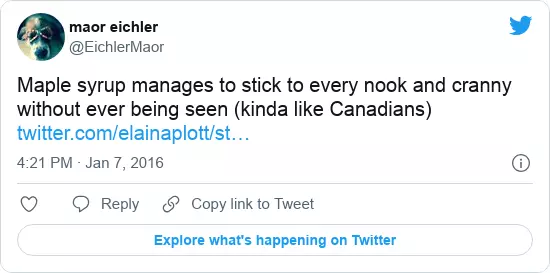 maor eichler
@EichlerMaor
Maple syrup manages to stick to every nook and cranny
without ever being seen (kinda like Canadians)
twitter.com/elainaplott/st…
4:21 PM · Jan 7, 2016
Reply
Copy link to Tweet
Explore what's happening on Twitter